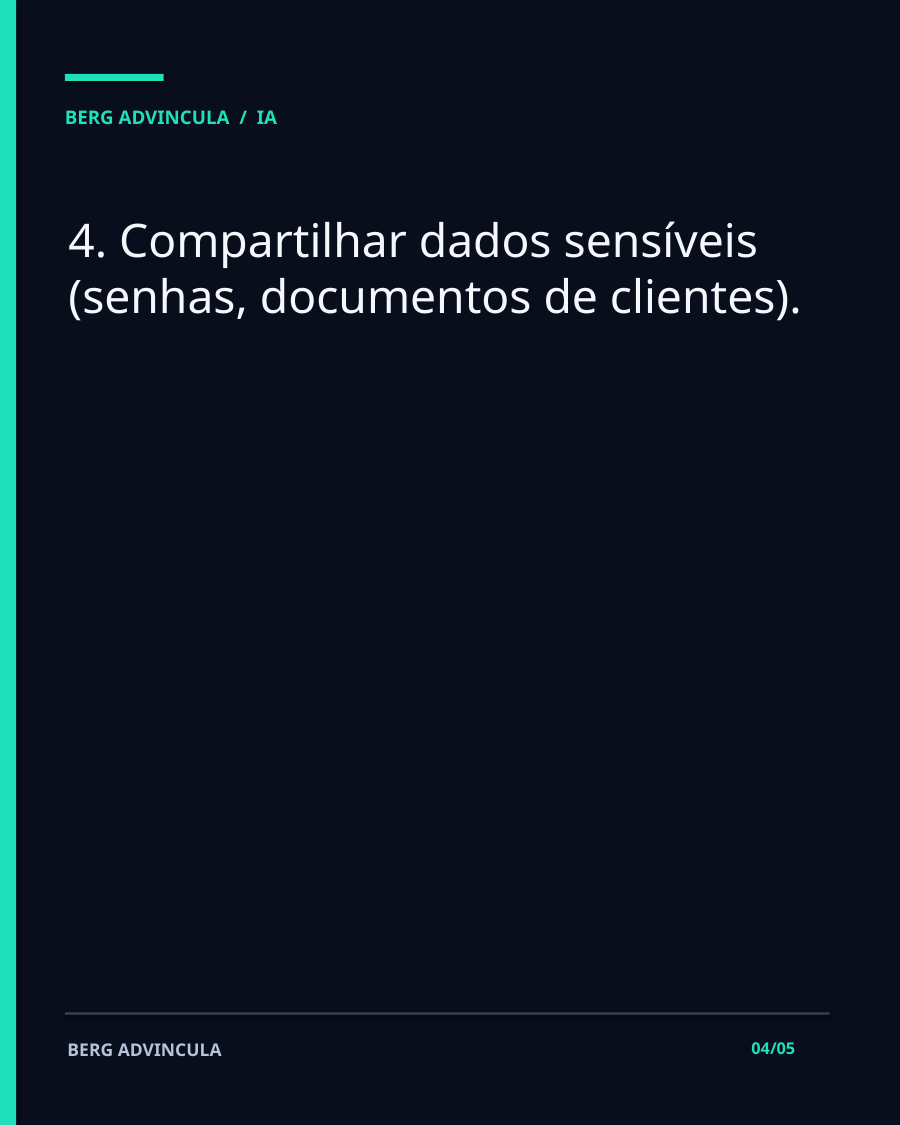 BERG ADVINCULA / IA
4. Compartilhar dados sensíveis
(senhas, documentos de clientes).
BERG ADVINCULA
04/05